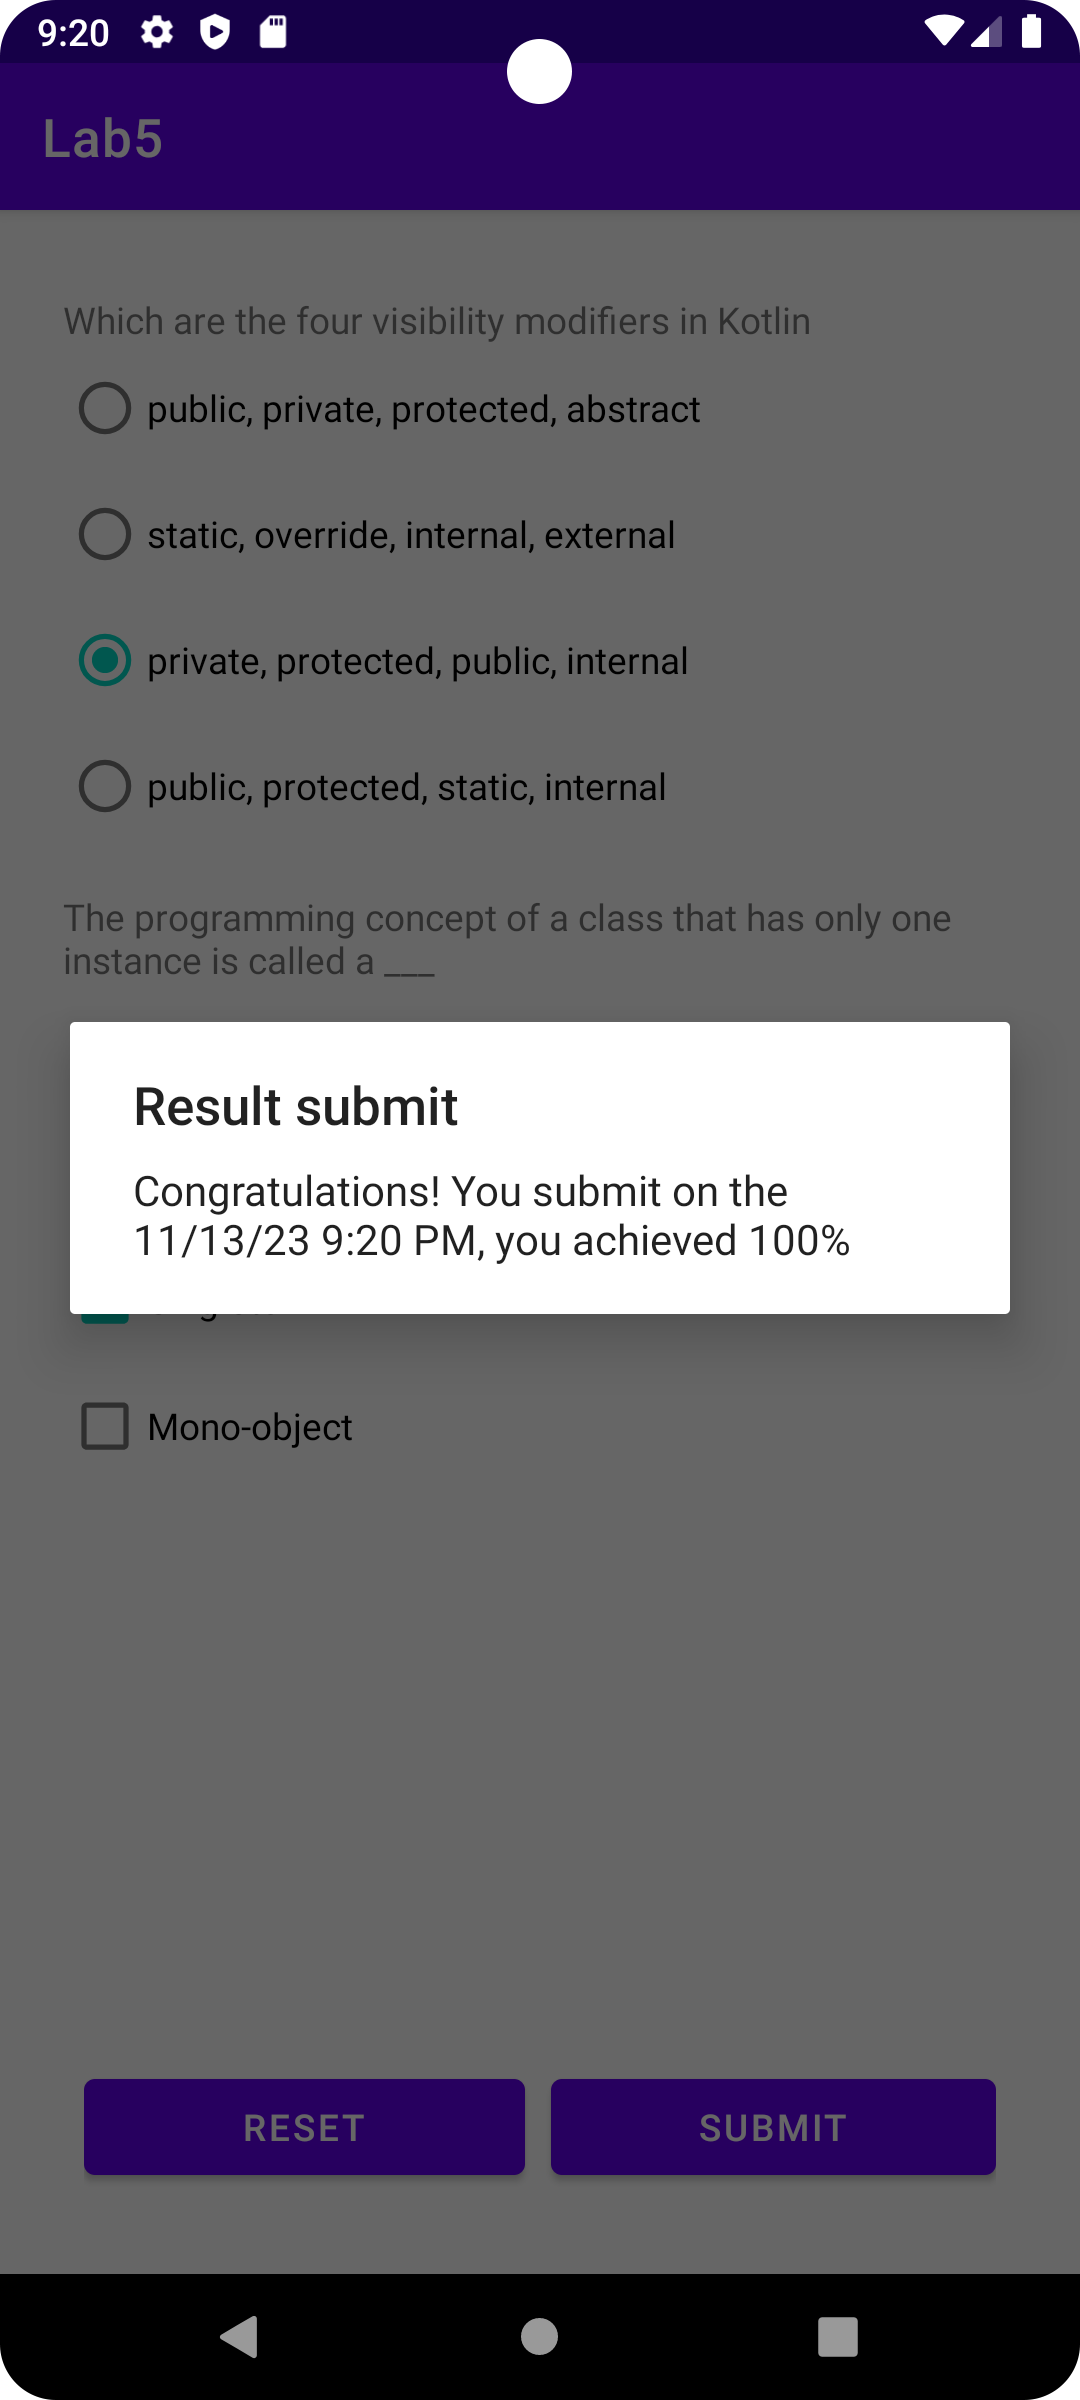 9:20
Lab5
Which are the four visibility modifiers in Kotlin
public, private, protected, abstract
static, override, internal, external
private, protected, public, internal
public, protected, static, internal
The programming concept of a class that has only one
instance is called a ___
Result submit
Congratulations! You submit on the
11/13/23 9:20 PM, you achieved 100%
Mono-object
RESET
SUBMIT